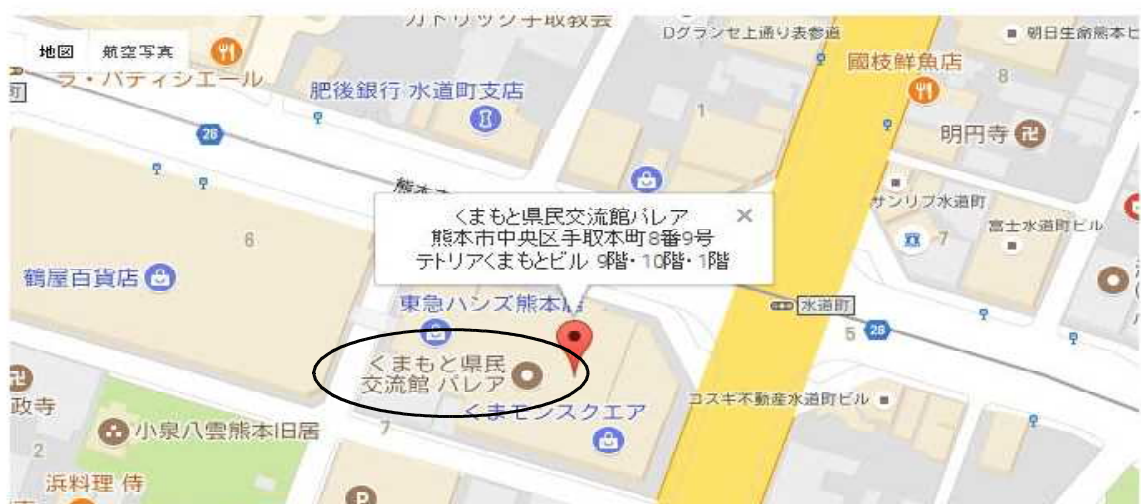 カトリック手取教会
Dグランセ上通り表参道
朝日生命熊本ビ
地図 航空写真
ラ・パティシエール
町
肥後銀行 水道町支店
國枝鮮魚店
8
1
28
明円寺
熊本
サンリブ水道町
くまもと県民交流館パレア ×
熊本市中央区手取本町8番9号
テトリアくまもとビル 9階・10階・1階
富士水道町ビル
6
7
鶴屋百貨店
東急ハンズ熊本店
水道町
5
28
くまもと県民
交流館 パレア
コスギ不動産水道町ビル
くまモンスクエア
政寺
小泉八雲熊本旧居
7
2
浜料理 侍
P